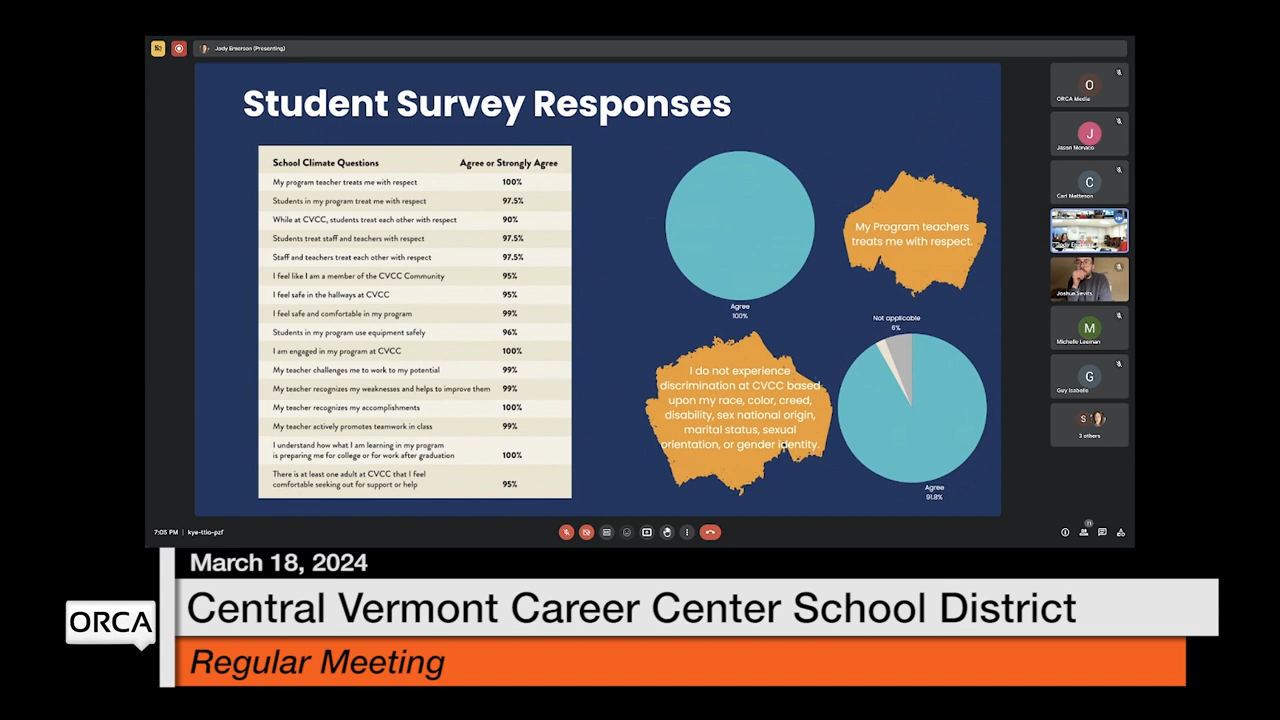 Jody Emerson (Presenting)
Student Survey Responses
School Climate Questions Agree or Strongly Agree
My program teacher treats me with respect 100%
Students in my program treat me with respect 97.5%
While at CVCC, students treat each other with respect 90%
Students treat staff and teachers with respect 97.5%
Staff and teachers treat each other with respect 97.5%
I feel like I am a member of the CVCC Community 95%
I feel safe in the hallways at CVCC 95%
I feel safe and comfortable in my program 99%
Students in my program use equipment safely 96%
I am engaged in my program at CVCC 100%
My teacher challenges me to work to my potential 99%
My teacher recognizes my weaknesses and helps to improve them 99%
My teacher recognizes my accomplishments 100%
My teacher actively promotes teamwork in class 99%
I understand how what I am learning in my program
is preparing me for college or for work after graduation 100%
There is at least one adult at CVCC that I feel
comfortable seeking out for support or help 95%
Agree
100%
My Program teachers
treats me with respect.
I do not experience
discrimination at CVCC based
upon my race, color, creed,
disability, sex national origin,
marital status, sexual
orientation, or gender identity.
Not applicable
6%
Agree
91.8%
O
ORCA Media
J
Jason Monaco
C
Carl Matteson
Joshua Sevits
M
Michelle Leeman
G
Guy Isabelle
S
3 others
7:05 PM | kye-ttio-pzf
11
March 18, 2024
ORCA
Central Vermont Career Center School District
Regular Meeting